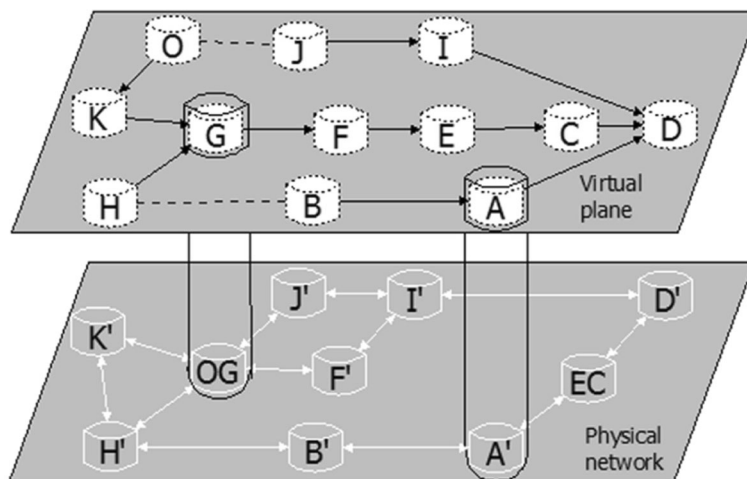 O
J
I
K
G
F
E
C
D
H
B
A
Virtual
plane
J'
I'
D'
K'
OG
F'
EC
H'
B'
A'
Physical
network